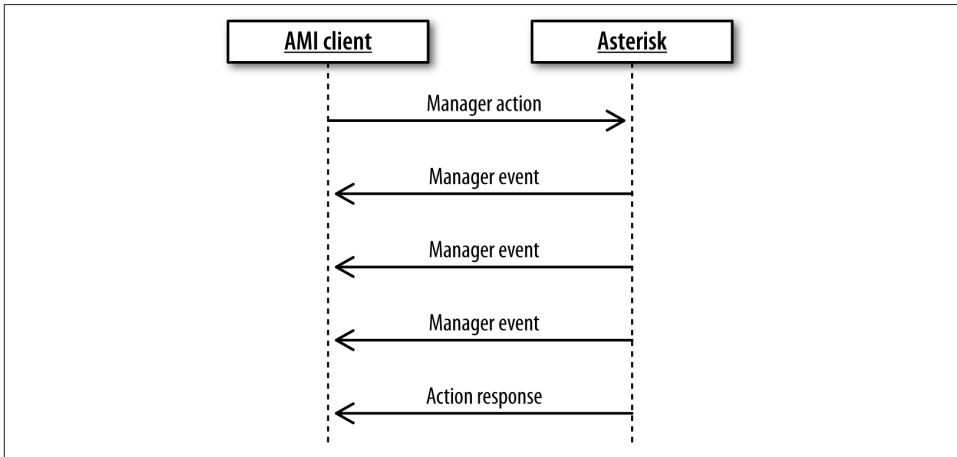 AMI client
Asterisk
Manager action
Manager event
Manager event
Manager event
Action response